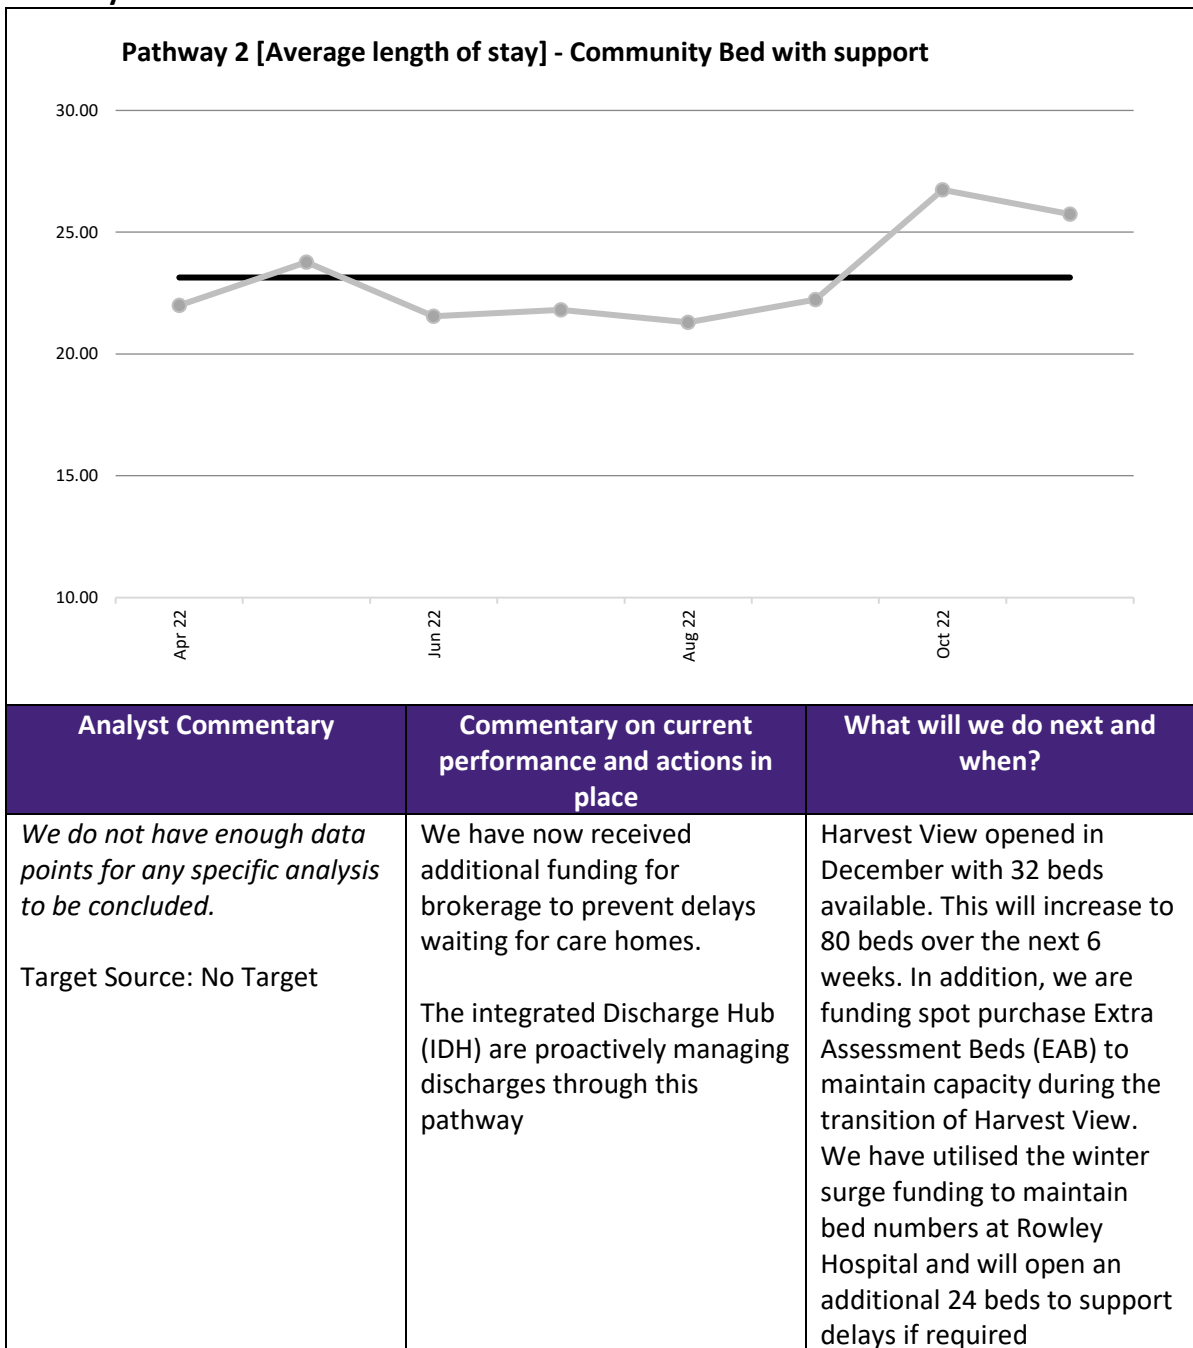 Pathway 2 [Average length of stay] - Community Bed with support
30.00
25.00
20.00
15.00
10.00
Apr 22
Jun 22
Aug 22
Oct 22
Analyst Commentary
Commentary on current
performance and actions in
place
What will we do next and
when?
We do not have enough data
points for any specific analysis
to be concluded.
Target Source: No Target
We have now received
additional funding for
brokerage to prevent delays
waiting for care homes.
The integrated Discharge Hub
(IDH) are proactively managing
discharges through this
pathway
Harvest View opened in
December with 32 beds
available. This will increase to
80 beds over the next 6
weeks. In addition, we are
funding spot purchase Extra
Assessment Beds (EAB) to
maintain capacity during the
transition of Harvest View.
We have utilised the winter
surge funding to maintain
bed numbers at Rowley
Hospital and will open an
additional 24 beds to support
delays if required